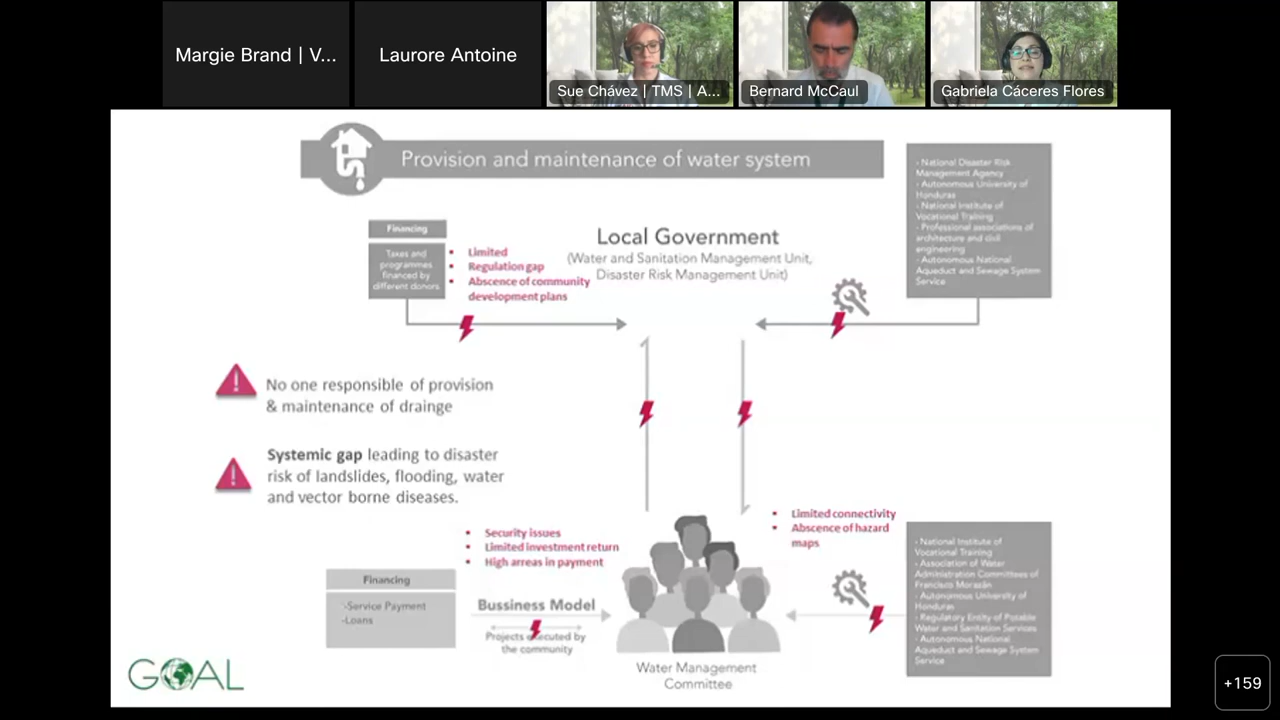 Margie Brand | V...
Laurore Antoine
Sue Chávez | TMS | A...
Bernard McCaul
Gabriela Cáceres Flores
Provision and maintenance of water system
- National Disaster Risk
Management Agency
- Autonomous University of
Honduras
- National Institute of
Vocational Training
- Professional associations of
architecture and civil
engineering
- Autonomous National
Aqueduct and Sewage System
Service
Financing
Taxes and
programmes
financed by
different donors
Limited
Regulation gap
Abscence of community
development plans
Local Government
(Water and Sanitation Management Unit,
Disaster Risk Management Unit)
No one responsible of provision
& maintenance of drainge
Systemic gap leading to disaster
risk of landslides, flooding, water
and vector borne diseases.
Security issues
Limited investment return
High areas in payment
Limited connectivity
Abscence of hazard
maps
Financing
-Service Payment
-Loans
Bussiness Model
Projects executed by
the community
Water Management
Committee
- National Institute of
Vocational Training
- Association of Water
Administration Committees of
Francisco Morazán
- Autonomous University of
Honduras
- Regulatory Entity of Potable
Water and Sanitation Services
- Autonomous National
Aqueduct and Sewage System
Service
GOAL
+159